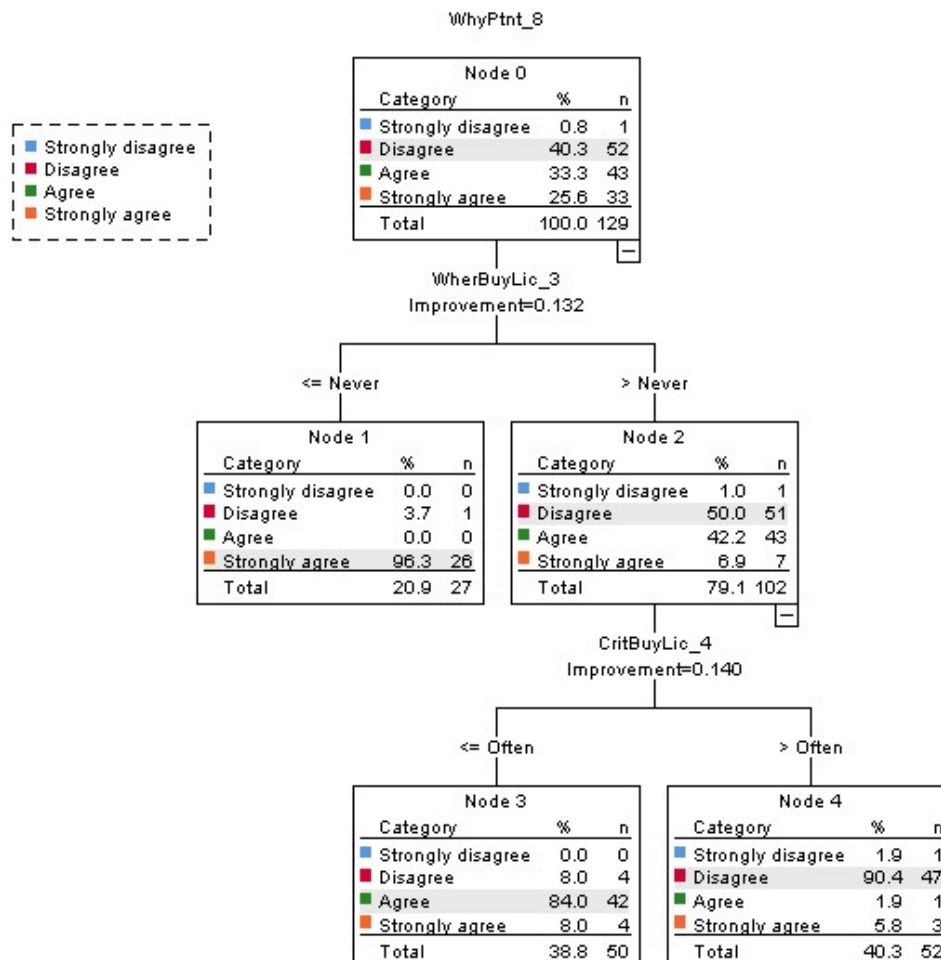 WhyPtnt_8
Strongly disagree
Disagree
Agree
Strongly agree
Node 0
Category % n
Strongly disagree 0.8 1
Disagree 40.3 52
Agree 33.3 43
Strongly agree 25.6 33
Total 100.0 129
WherBuyLic_3
Improvement=0.132
<= Never
> Never
Node 1
Category % n
Strongly disagree 0.0 0
Disagree 3.7 1
Agree 0.0 0
Strongly agree 96.3 26
Total 20.9 27
Node 2
Category % n
Strongly disagree 1.0 1
Disagree 50.0 51
Agree 42.2 43
Strongly agree 6.9 7
Total 79.1 102
CritBuyLic_4
Improvement=0.140
<= Often
> Often
Node 3
Category % n
Strongly disagree 0.0 0
Disagree 8.0 4
Agree 84.0 42
Strongly agree 8.0 4
Total 38.8 50
Node 4
Category % n
Strongly disagree 1.9 1
Disagree 90.4 47
Agree 1.9 1
Strongly agree 5.8 3
Total 40.3 52